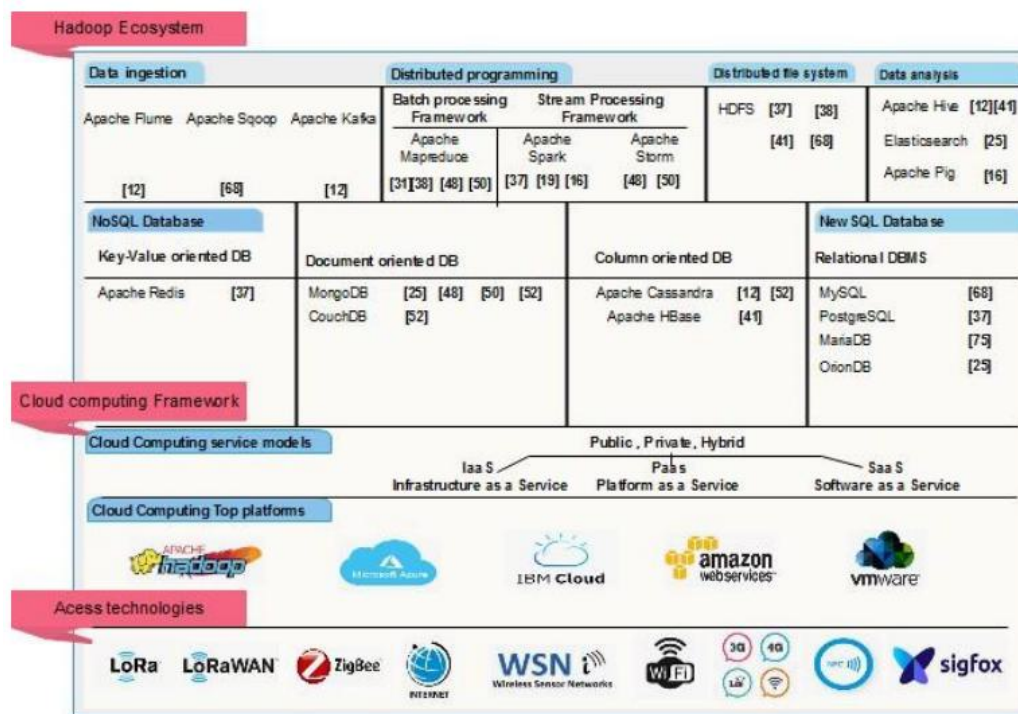 Hadoop Ecosystem
Data ingestion
Distributed programming
Distributed file system
Data analysis
Apache Flume Apache Sqoop Apache Kafka
[12] [68] [12]
Batch processing Framework
Stream Processing Framework
Apache Mapreduce
Apache Spark
Apache Storm
[31][38] [48] [50]
[37] [19] [16]
[48] [50]
HDFS [37] [38]
[41] [68]
Apache Hive [12][41]
Elasticsearch [25]
Apache Pig [16]
NoSQL Database
New SQL Database
Key-Value oriented DB
Document oriented DB
Column oriented DB
Relational DBMS
Apache Redis [37]
MongoDB [25] [48] [50] [52]
CouchDB [52]
Apache Cassandra [12] [52]
Apache HBase [41]
MySQL [68]
PostgreSQL [37]
MariaDB [75]
OrionDB [25]
Cloud computing Framework
Cloud Computing service models
Public, Private, Hybrid
IaaS
Infrastructure as a Service
Paas
Platform as a Service
SaaS
Software as a Service
Cloud Computing Top platforms
APACHE
hadoop
Microsoft Azure
IBM Cloud
amazon
webservices
vmware
Acess technologies
LoRa
LoRaWAN
ZigBee
INTERNET
WSN
Wireless Sensor Networks
Wi Fi
3G 4G
NFC
sigfox